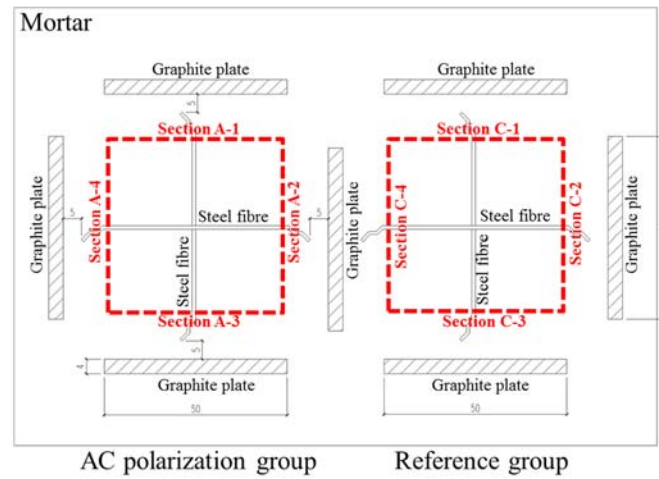 Mortar
Graphite plate
Graphite plate
5
Section A-1
Section C-1
Graphite plate
5
Section A-4
Steel fibre
Steel fibre
Section A-2
5
Graphite plate
Section C-4
Steel fibre
Steel fibre
Section C-2
Graphite plate
Section A-3
Section C-3
5
4
Graphite plate
Graphite plate
50
50
AC polarization group
Reference group